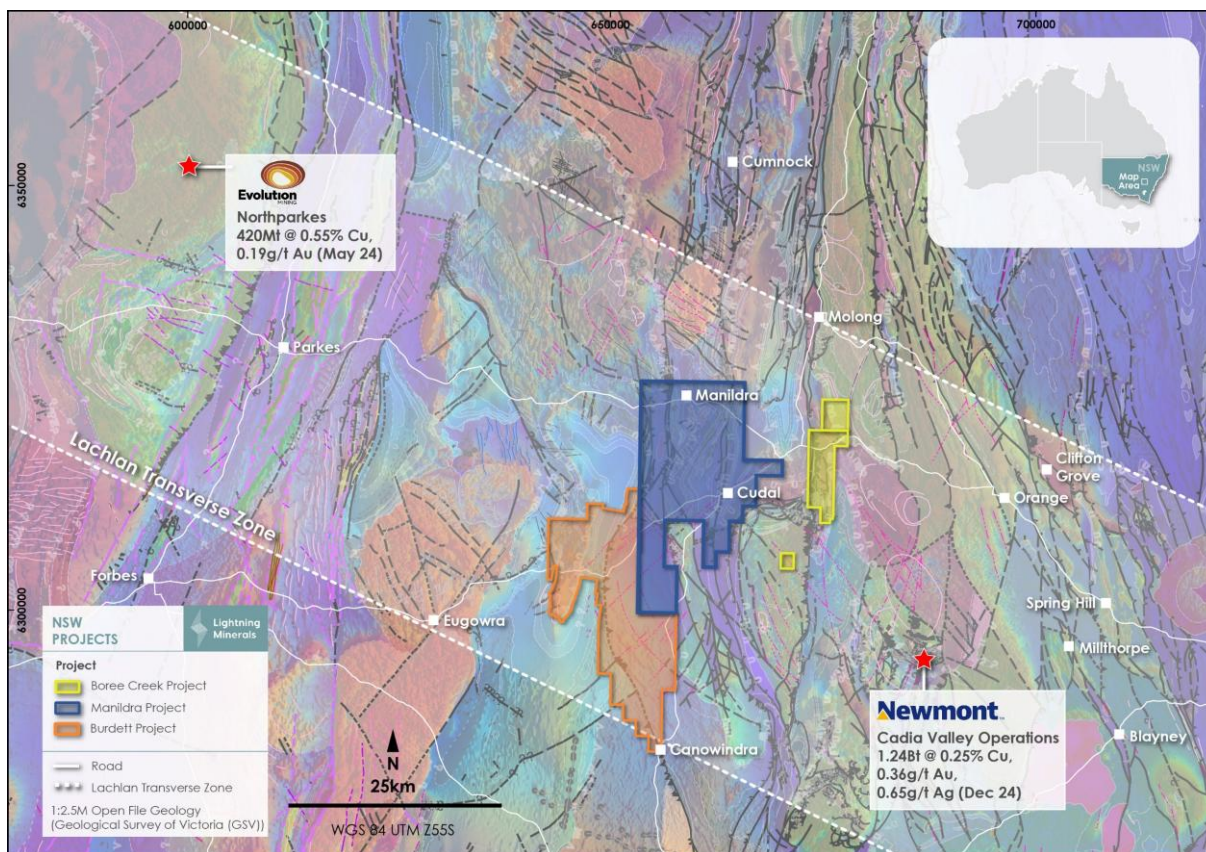 600000
650000
700000
6350000
6300000
NSW
Map
Area
Evolution
MINING
Northparkes
420Mt @ 0.55% Cu,
0.19g/t Au (May 24)
Cumnock
Molong
Parkes
Manildra
Clifton
Grove
Cudal
Orange
Lachlan Transverse Zone
Forbes
Eugowra
Spring Hill
Millthorpe
Canowindra
Blayney
Newmont™
Cadia Valley Operations
1.24Bt @ 0.25% Cu,
0.36g/t Au,
0.65g/t Ag (Dec 24)
NSW
PROJECTS
Lightning
Minerals
Project
Boree Creek Project
Manildra Project
Burdett Project
Road
Lachlan Transverse Zone
1:2.5M Open File Geology
(Geological Survey of Victoria (GSV))
N
25km
WGS 84 UTM Z55S